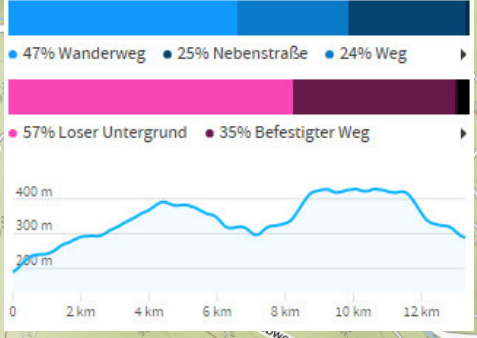 47% Wanderweg 25% Nebenstraße 24% Weg
57% Loser Untergrund 35% Befestigter Weg
400 m
300 m
200 m
0 2 km 4 km 6 km 8 km 10 km 12 km